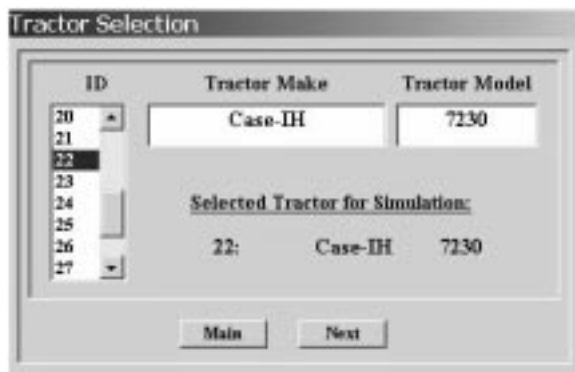 Tractor Selection
ID Tractor Make Tractor Model
20 Case-IH 7230
21
22
23
24 Selected Tractor for Simulation:
25
26 22: Case-IH 7230
27
Main Next